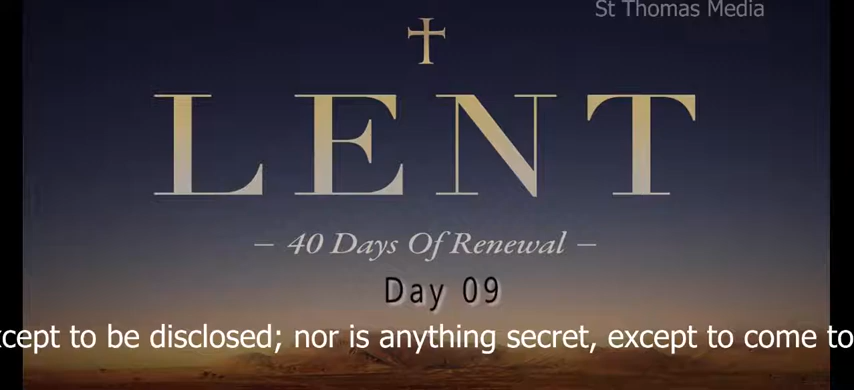 St Thomas Media
LENT
— 40 Days Of Renewal —
Day 09
to be disclosed; nor is anything secret, except to come to